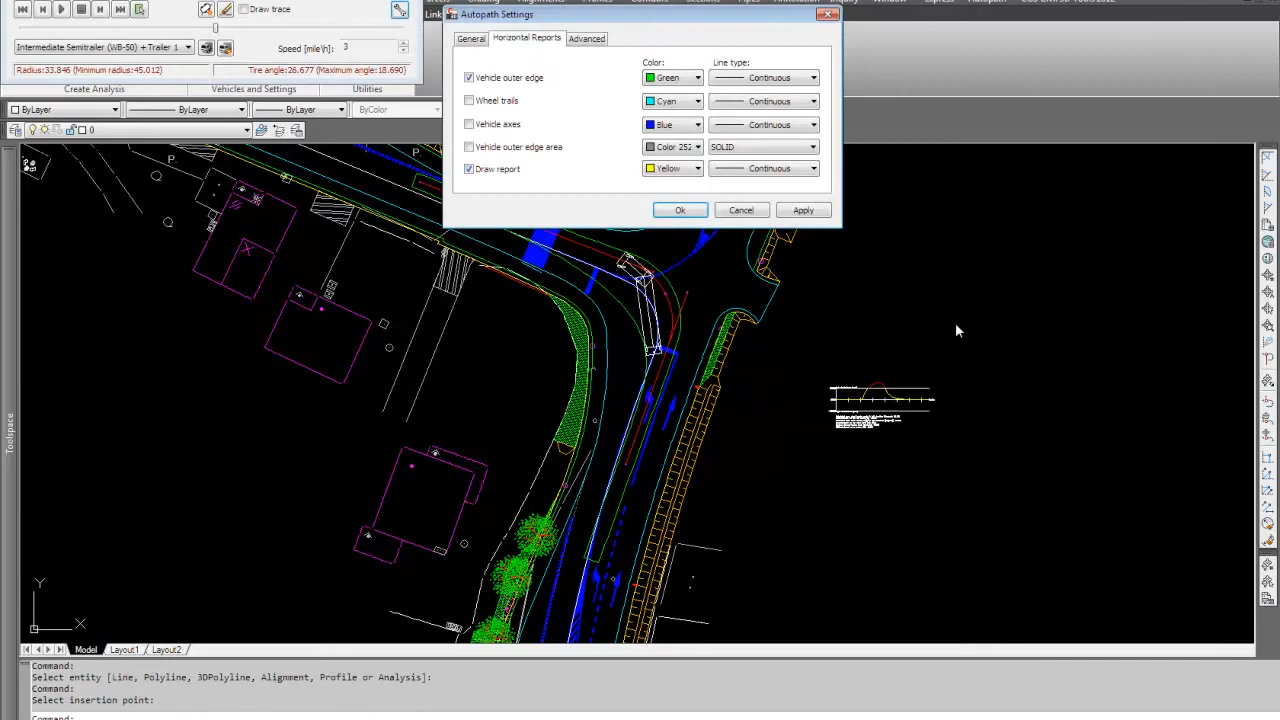 Autopath Settings
Draw trace
Intermediate Semitrailer (WB-50) + Trailer 1
Speed [mile\h]
3
Radius:33.846 (Minimum radius:45.012)
Tire angle:26.677 (Maximum angle:18.690)
Create Analysis
Vehicles and Settings
Utilities
General
Horizontal Reports
Advanced
Color:
Line type:
Vehicle outer edge
Green
Continuous
Wheel trails
Cyan
Continuous
Vehicle axes
Blue
Continuous
Vehicle outer edge area
Color 252
SOLID
Draw report
Yellow
Continuous
Ok
Cancel
Apply
ByLayer
ByLayer
ByLayer
ByColor
0
P
P
Toolspace
Y
X
Model
Layout1
Layout2
Command:
Select entity [Line, Polyline, 3DPolyline, Alignment, Profile or Analysis]:
Command:
Select insertion point:
Command: